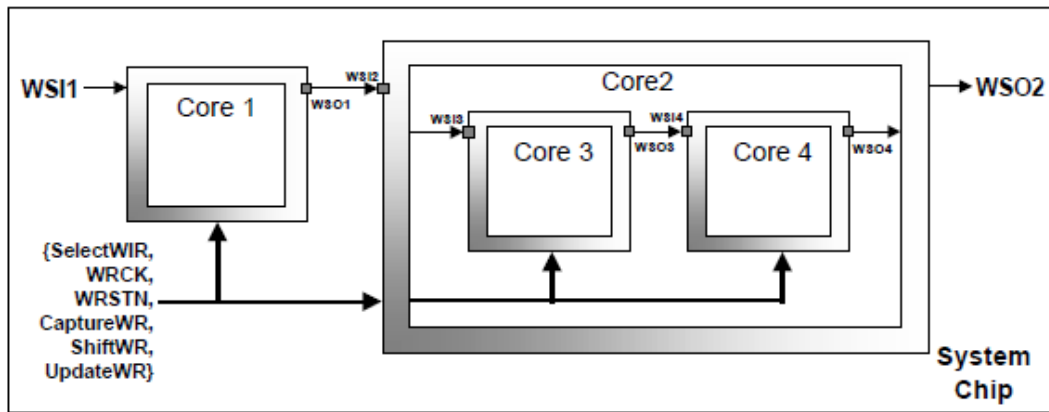 WSI1
Core 1
WSO1
WSI2
Core2
WSI3
Core 3
WSO3
WSI4
Core 4
WSO4
WSO2
{SelectWIR,
WRCK,
WRSTN,
CaptureWR,
ShiftWR,
UpdateWR}
System
Chip